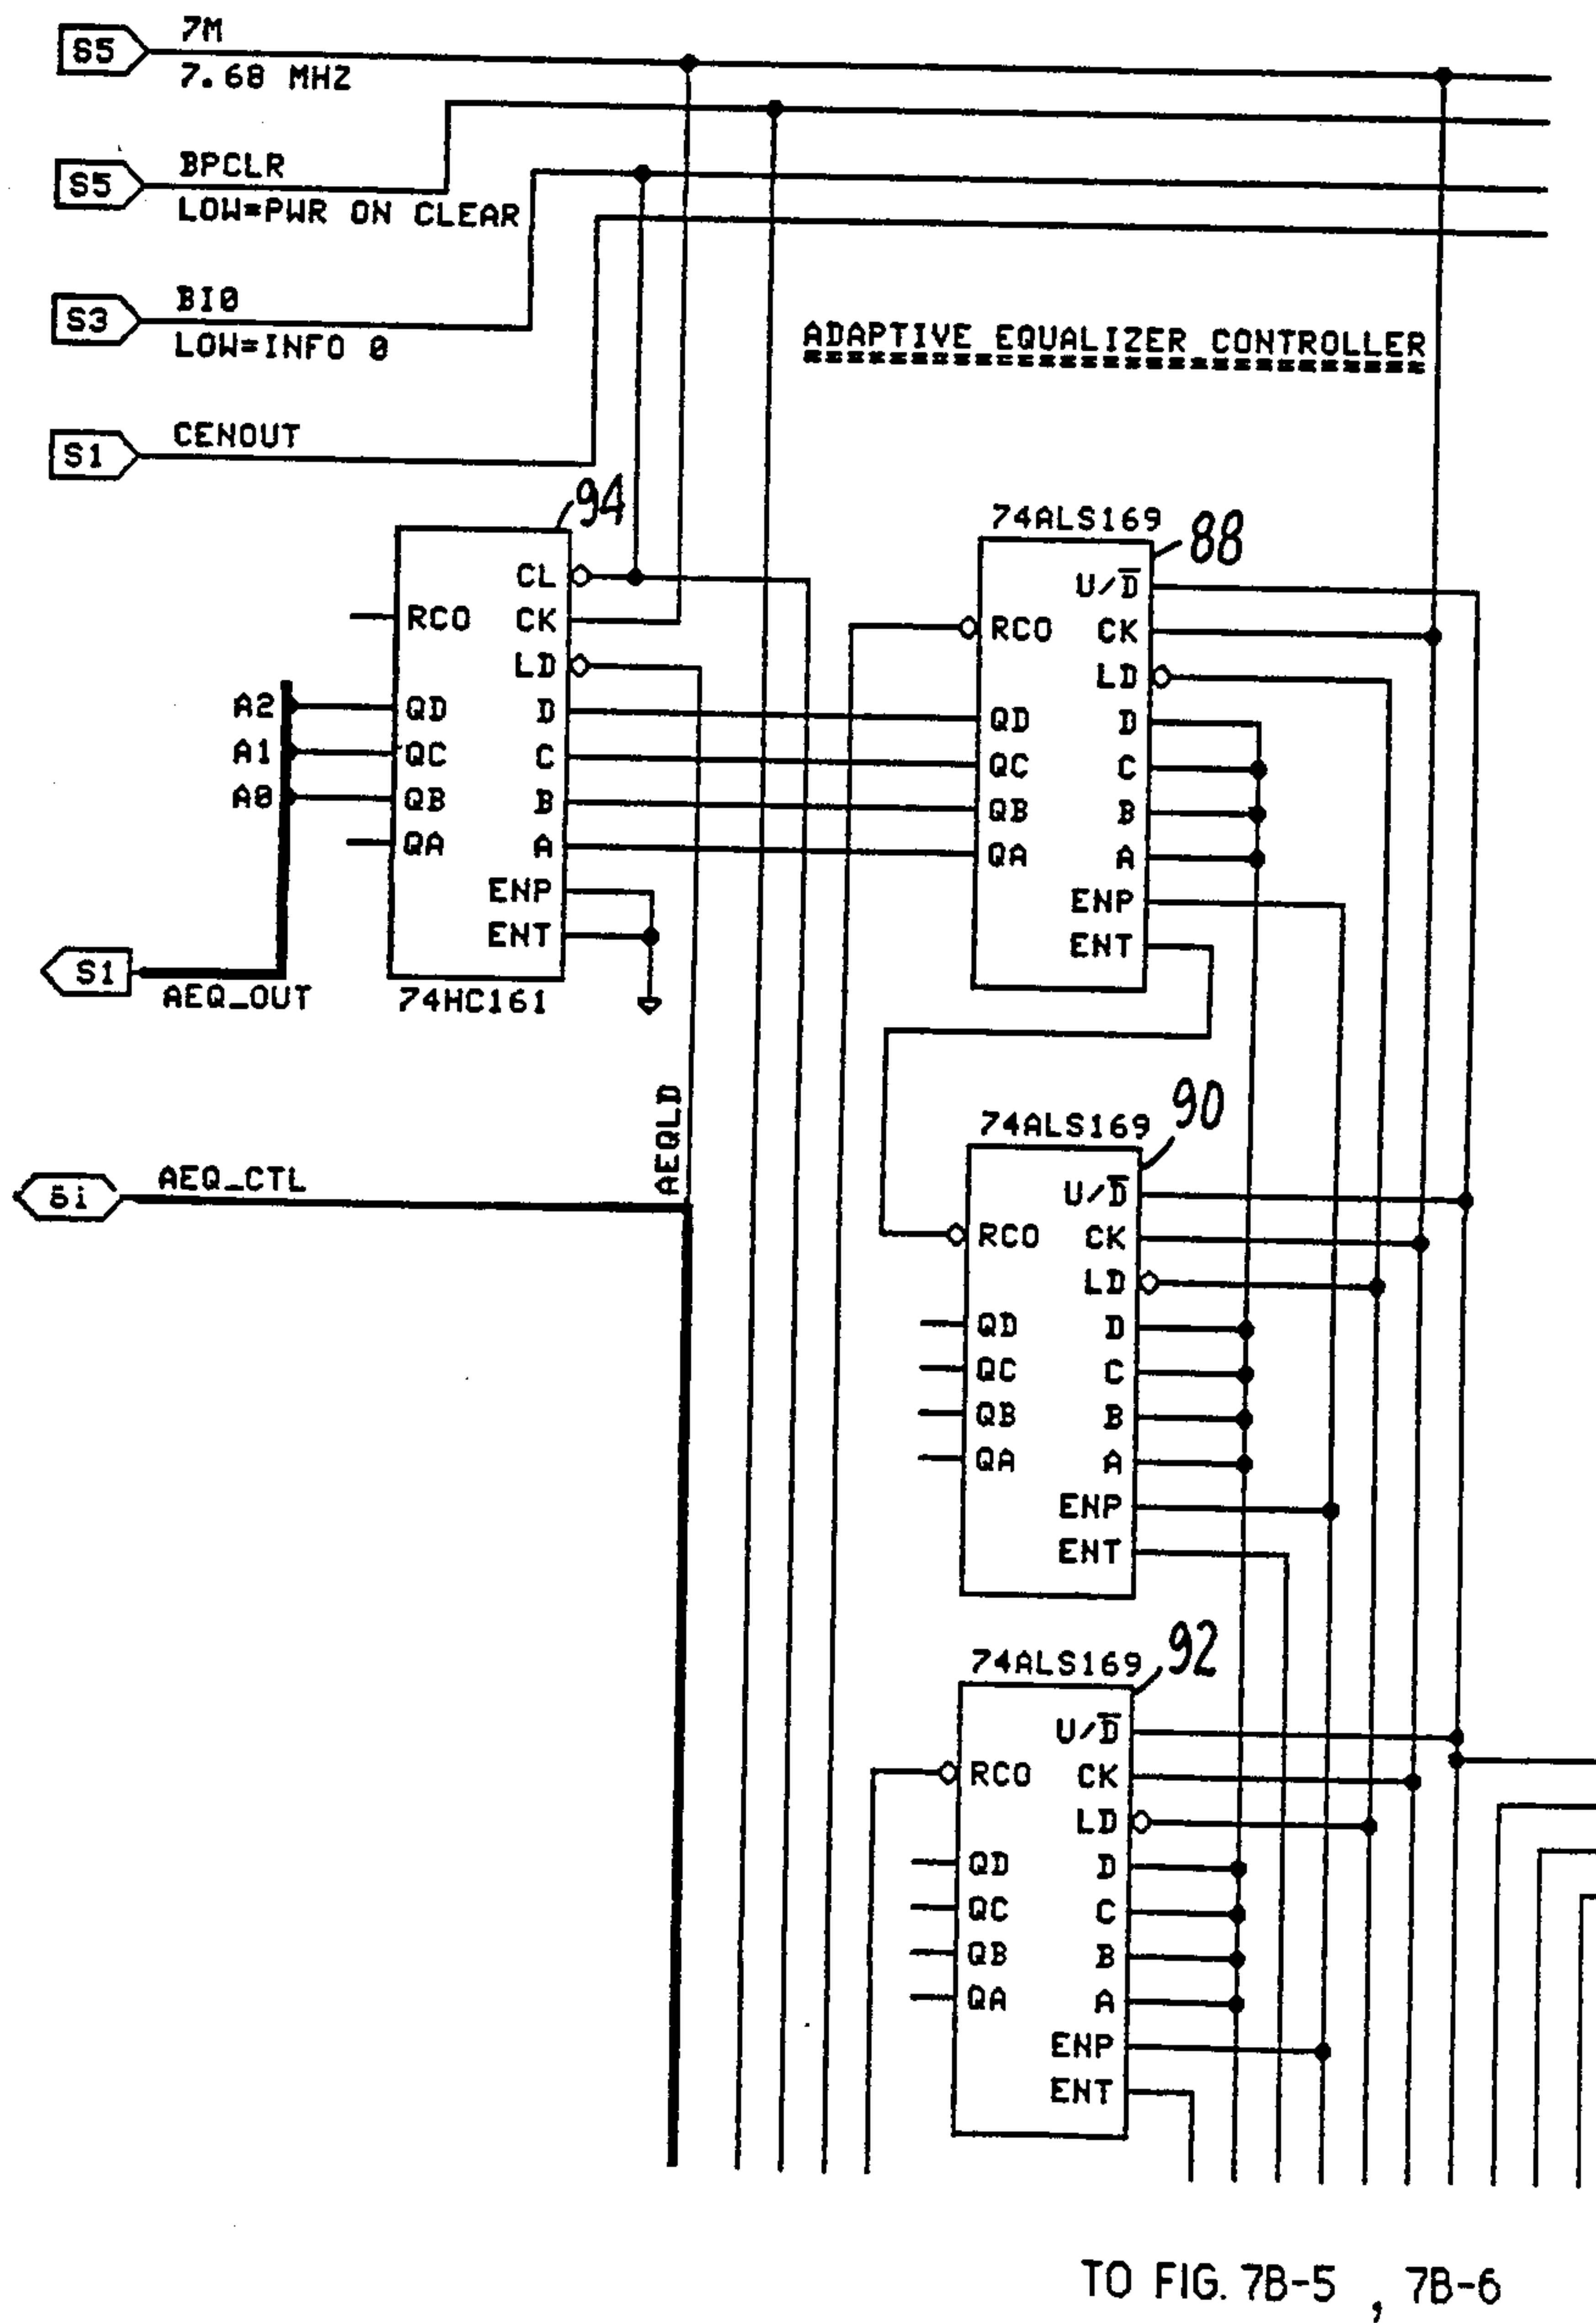 S5
7M
7.68 MHZ
S5
BPCLR
LOW=PWR ON CLEAR
S3
BI0
LOW=INFO 0
ADAPTIVE EQUALIZER CONTROLLER
S1
CENOUT
94
CL
RCO
CK
LD
A2
QD
D
A1
QC
C
A0
QB
B
QA
A
ENP
ENT
74HC161
S1
AEQ_OUT
74ALS169
88
U/D̅
RCO
CK
LD
QD
D
QC
C
QB
B
QA
A
ENP
ENT
AEQLD
AEQ_CTL
74ALS169
90
U/D̅
RCO
CK
LD
QD
D
QC
C
QB
B
QA
A
ENP
ENT
74ALS169
92
U/D̅
RCO
CK
LD
QD
D
QC
C
QB
B
QA
A
ENP
ENT
TO FIG. 7B-5 , 7B-6